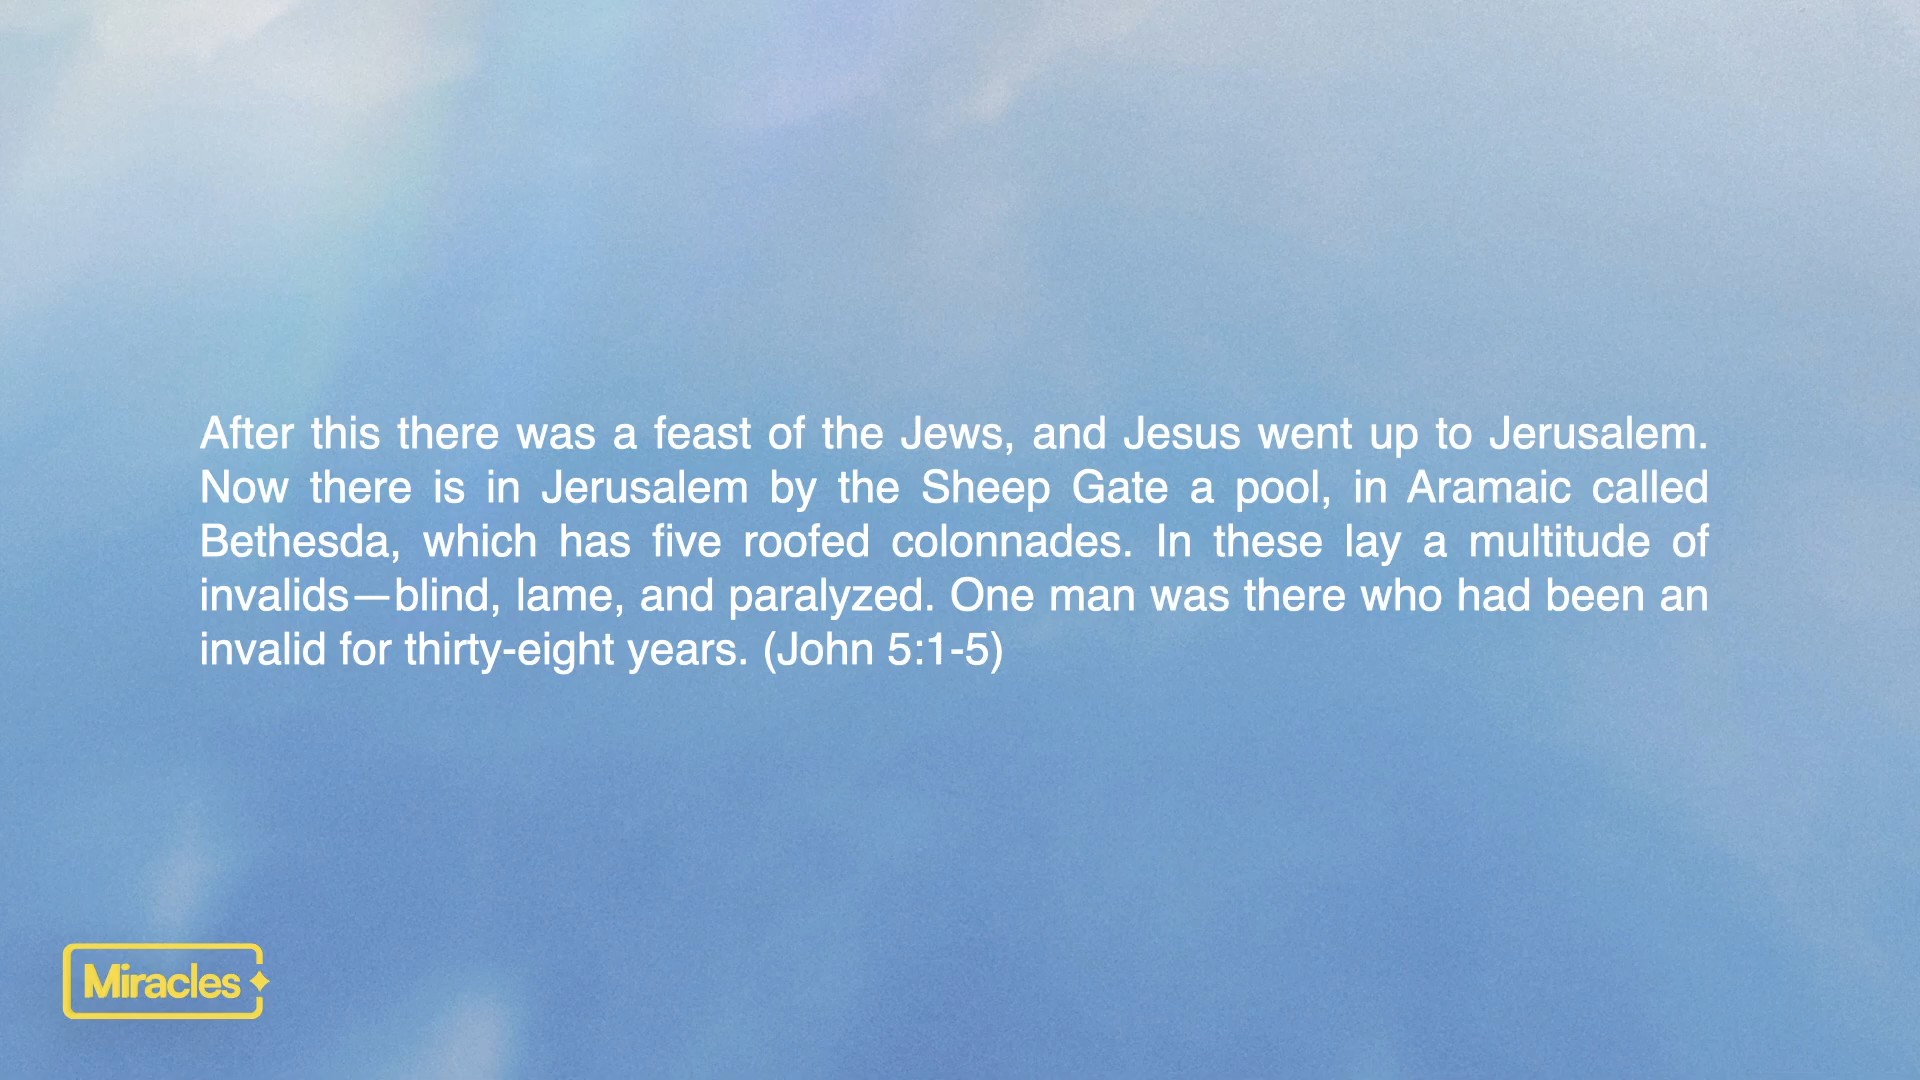 After this there was a feast of the Jews, and Jesus went up to Jerusalem.
Now there is in Jerusalem by the Sheep Gate a pool, in Aramaic called
Bethesda, which has five roofed colonnades. In these lay a multitude of
invalids—blind, lame, and paralyzed. One man was there who had been an
invalid for thirty-eight years. (John 5:1-5)
Miracles